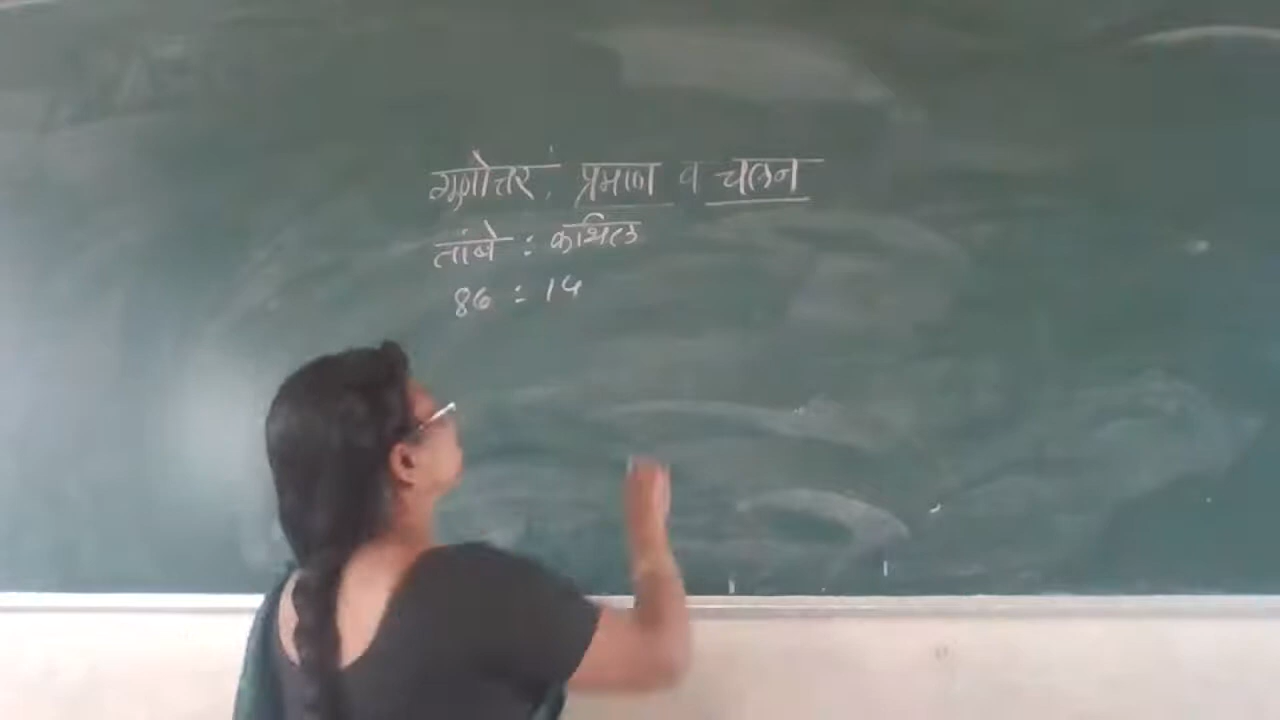 गुणोत्तर, प्रमाण व चलन
तांबे : कथिल
86 : 14